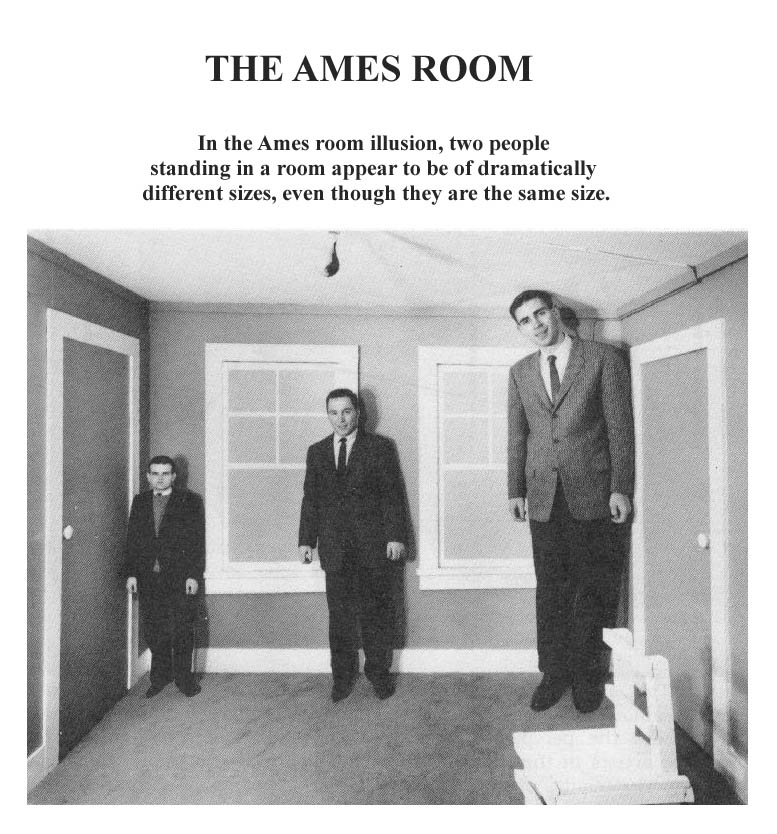 THE AMES ROOM
In the Ames room illusion, two people
standing in a room appear to be of dramatically
different sizes, even though they are the same size.